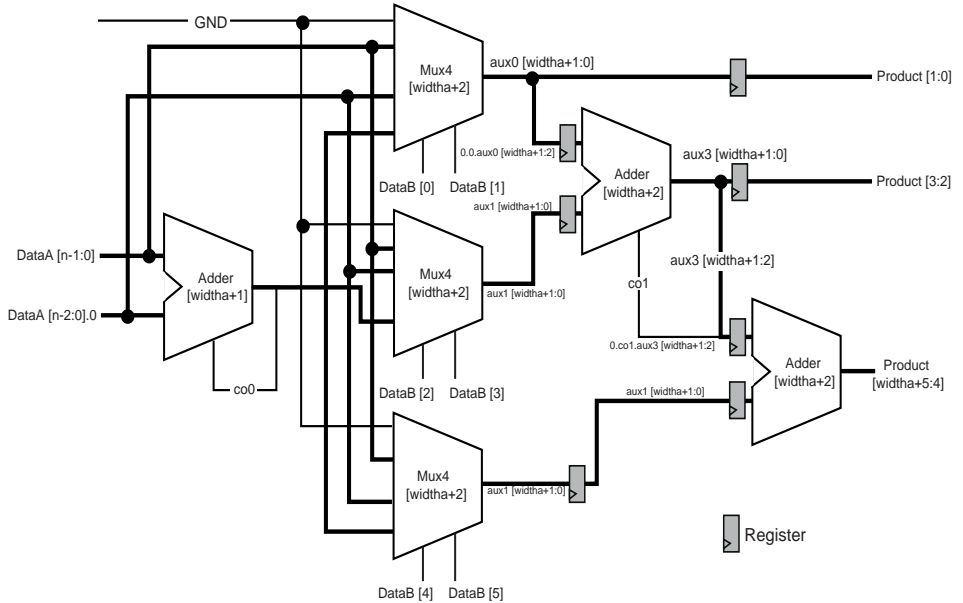 GND
Mux4
[widtha+2]
aux0 [widtha+1:0]
Product [1:0]
0.0.aux0 [widtha+1:2]
DataB [0]
DataB [1]
Adder
[widtha+2]
aux3 [widtha+1:0]
Product [3:2]
aux1 [widtha+1:0]
DataA [n-1:0]
DataA [n-2:0].0
Adder
[widtha+1]
co0
Mux4
[widtha+2]
aux1 [widtha+1:0]
aux3 [widtha+1:2]
co1
0.co1.aux3 [widtha+1:2]
DataB [2]
DataB [3]
Adder
[widtha+2]
Product
[widtha+5:4]
aux1 [widtha+1:0]
Mux4
[widtha+2]
aux1 [widtha+1:0]
Register
DataB [4]
DataB [5]